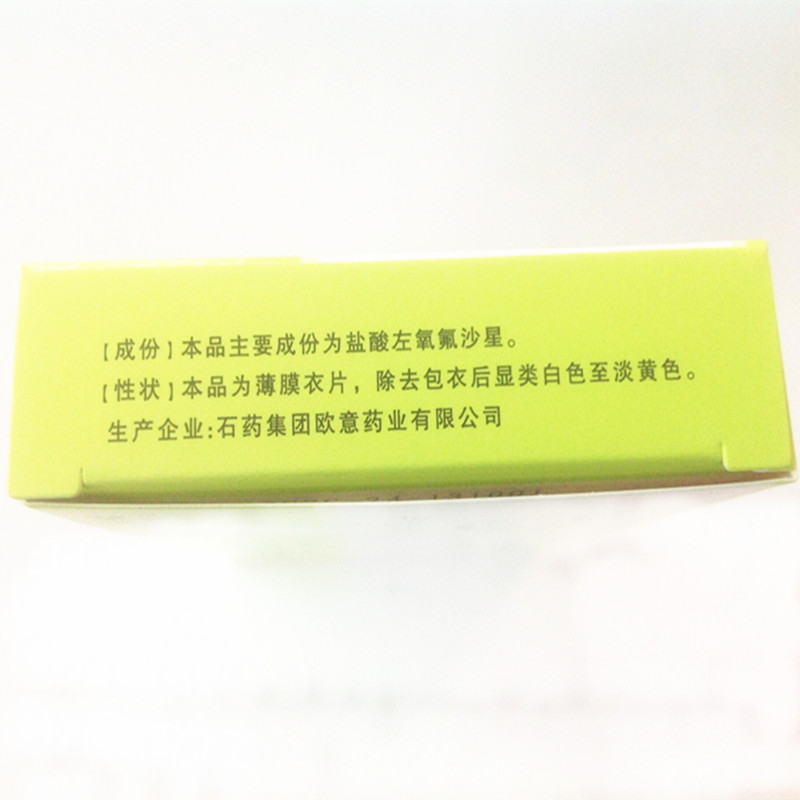 【成份】本品主要成份为盐酸左氧氟沙星。
【性状】本品为薄膜衣片，除去包衣后显类白色至淡黄色。
生产企业:石药集团欧意药业有限公司